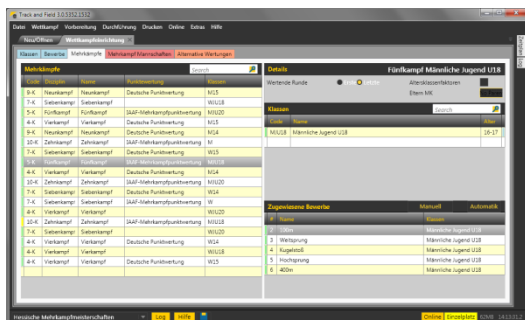 Track and Field 3.0.5352.1532
Datei Wettkampf Vorbereitung Durchführung Drucken Online Extras Hilfe
Neu/Öffnen Wettkampfeinrichtung
Klassen Bewerbe Mehrkämpfe Mehrkampf Mannschaften Alternative Wertungen
Mehrkämpfe Search
Code Disziplin Name Punktewertung Klassen
9-K Neunkampf Neunkampf Deutsche Punktwertung M15
7-K Siebenkampf Siebenkampf WJU18
5-K Fünfkampf Fünfkampf IAAF-Mehrkampfpunktwertung MJU20
4-K Vierkampf Vierkampf Deutsche Punktwertung M15
9-K Neunkampf Neunkampf Deutsche Punktwertung M14
10-K Zehnkampf Zehnkampf IAAF-Mehrkampfpunktwertung M
7-K Siebenkampf Siebenkampf Deutsche Punktwertung W15
5-K Fünfkampf Fünfkampf IAAF-Mehrkampfpunktwertung MJU18
4-K Vierkampf Vierkampf Deutsche Punktwertung M14
10-K Zehnkampf Zehnkampf IAAF-Mehrkampfpunktwertung MJU20
7-K Siebenkampf Siebenkampf Deutsche Punktwertung W14
7-K Siebenkampf Siebenkampf IAAF-Mehrkampfpunktwertung W
4-K Vierkampf Vierkampf WJU20
10-K Zehnkampf Zehnkampf IAAF-Mehrkampfpunktwertung MJU18
7-K Siebenkampf Siebenkampf WJU20
4-K Vierkampf Vierkampf Deutsche Punktwertung W14
4-K Vierkampf Vierkampf WJU18
4-K Vierkampf Vierkampf Deutsche Punktwertung W15
Details Fünfkampf Männliche Jugend U18
Wertende Runde Letzte Altersklassenfaktoren
Eltern MK
Klassen Search
Code Name Alter
MJU18 Männliche Jugend U18 16-17
Zugewiesene Bewerbe Manuell Automatik
# Name Klassen
2 100m Männliche Jugend U18
3 Weitsprung Männliche Jugend U18
4 Kugelstoß Männliche Jugend U18
5 Hochsprung Männliche Jugend U18
6 400m Männliche Jugend U18
Hessische Mehrkampfmeisterschaften Log Hilfe Online Einzelplatz